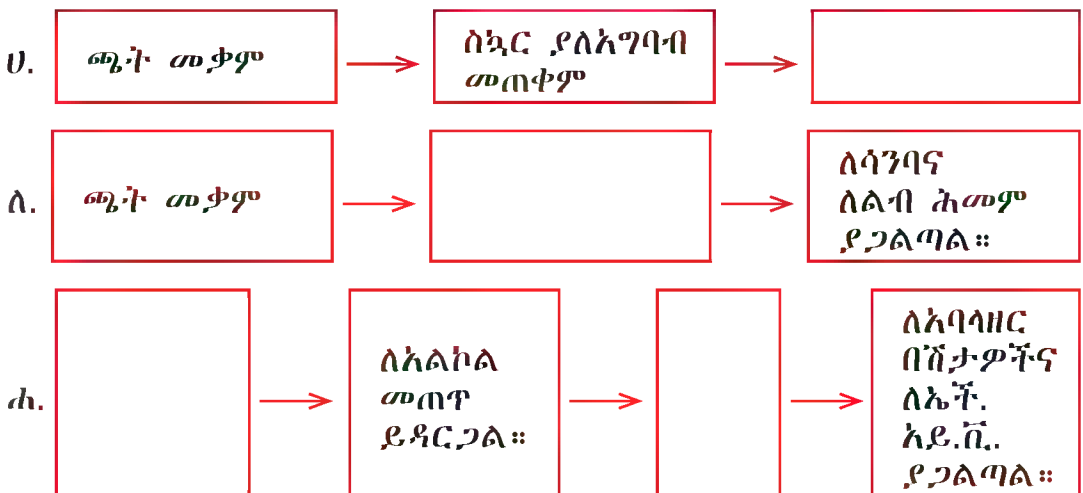 ሀ. ጫት መቃም
ስኳር ያለአግባብ
መጠቀም
ለ. ጫት መቃም
ለሳንባና
ለልብ ሕመም
ያጋልጣል።
ሐ.
ለአልኮል
መጠጥ
ይዳርጋል።
ለአባላዘር
በሽታዎችና
ለኤች.
አይ.ቪ.
ያጋልጣል።